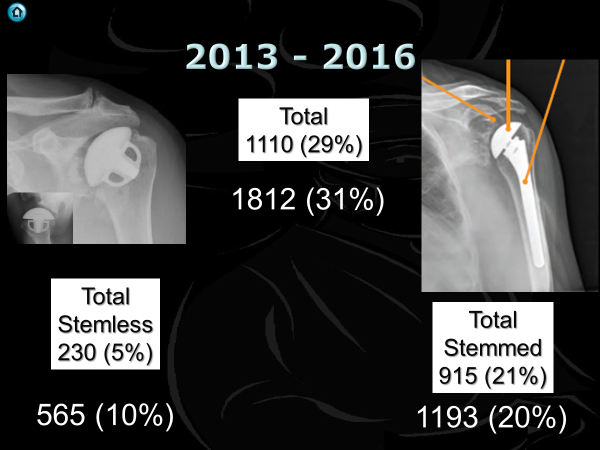 2013 - 2016
Total
1110 (29%)
1812 (31%)
Total
Stemless
230 (5%)
565 (10%)
Total
Stemmed
915 (21%)
1193 (20%)